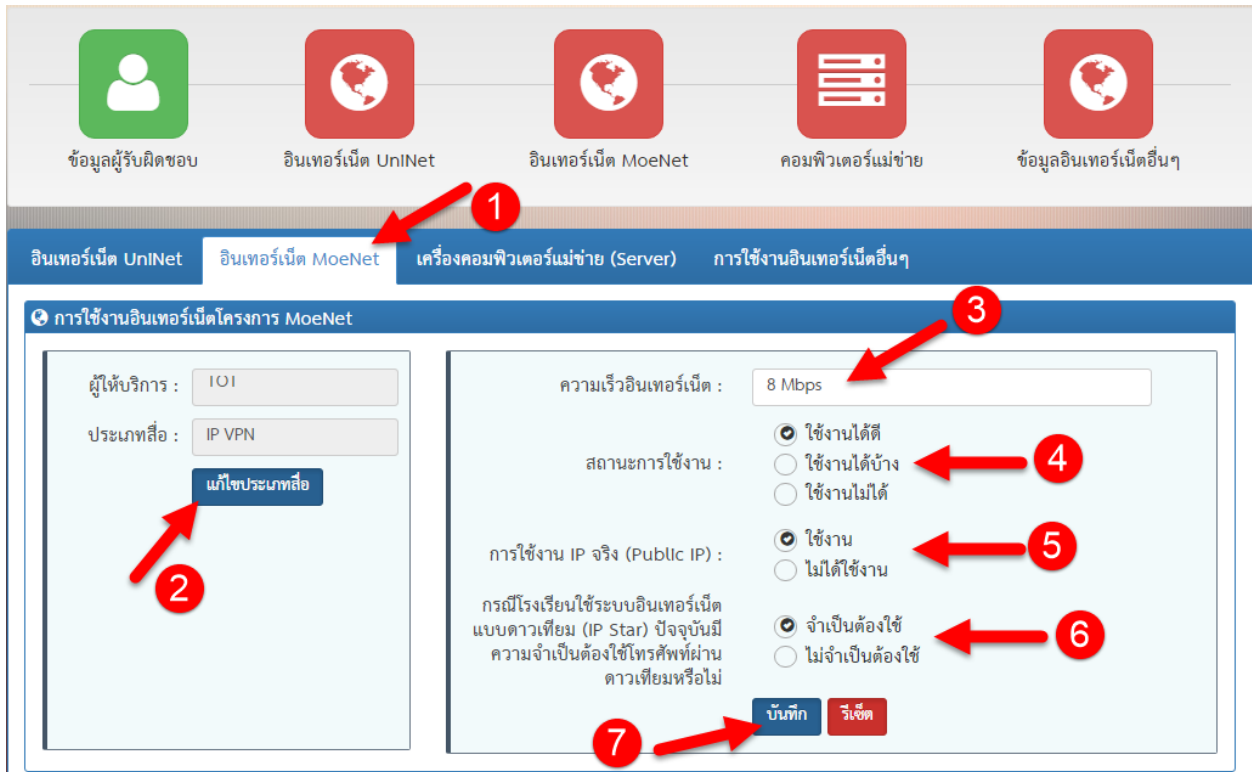 ข้อมูลผู้รับผิดชอบ
อินเทอร์เน็ต UniNet
อินเทอร์เน็ต MoeNet
คอมพิวเตอร์แม่ข่าย
ข้อมูลอินเทอร์เน็ตอื่นๆ
1
อินเทอร์เน็ต UniNet
อินเทอร์เน็ต MoeNet
เครื่องคอมพิวเตอร์แม่ข่าย (Server)
การใช้งานอินเทอร์เน็ตอื่นๆ
การใช้งานอินเทอร์เน็ตโครงการ MoeNet
3
ผู้ให้บริการ : TOT
ประเภทสื่อ : IP VPN
แก้ไขประเภทสื่อ
2
ความเร็วอินเทอร์เน็ต : 8 Mbps
สถานะการใช้งาน :
ใช้งานได้ดี
ใช้งานได้บ้าง
ใช้งานไม่ได้
4
การใช้งาน IP จริง (Public IP) :
ใช้งาน
ไม่ได้ใช้งาน
5
กรณีโรงเรียนใช้ระบบอินเทอร์เน็ต
แบบดาวเทียม (IP Star) ปัจจุบันมี
ความจำเป็นต้องใช้โทรศัพท์ผ่าน
ดาวเทียมหรือไม่
จำเป็นต้องใช้
ไม่จำเป็นต้องใช้
6
บันทึก
รีเซ็ต
7